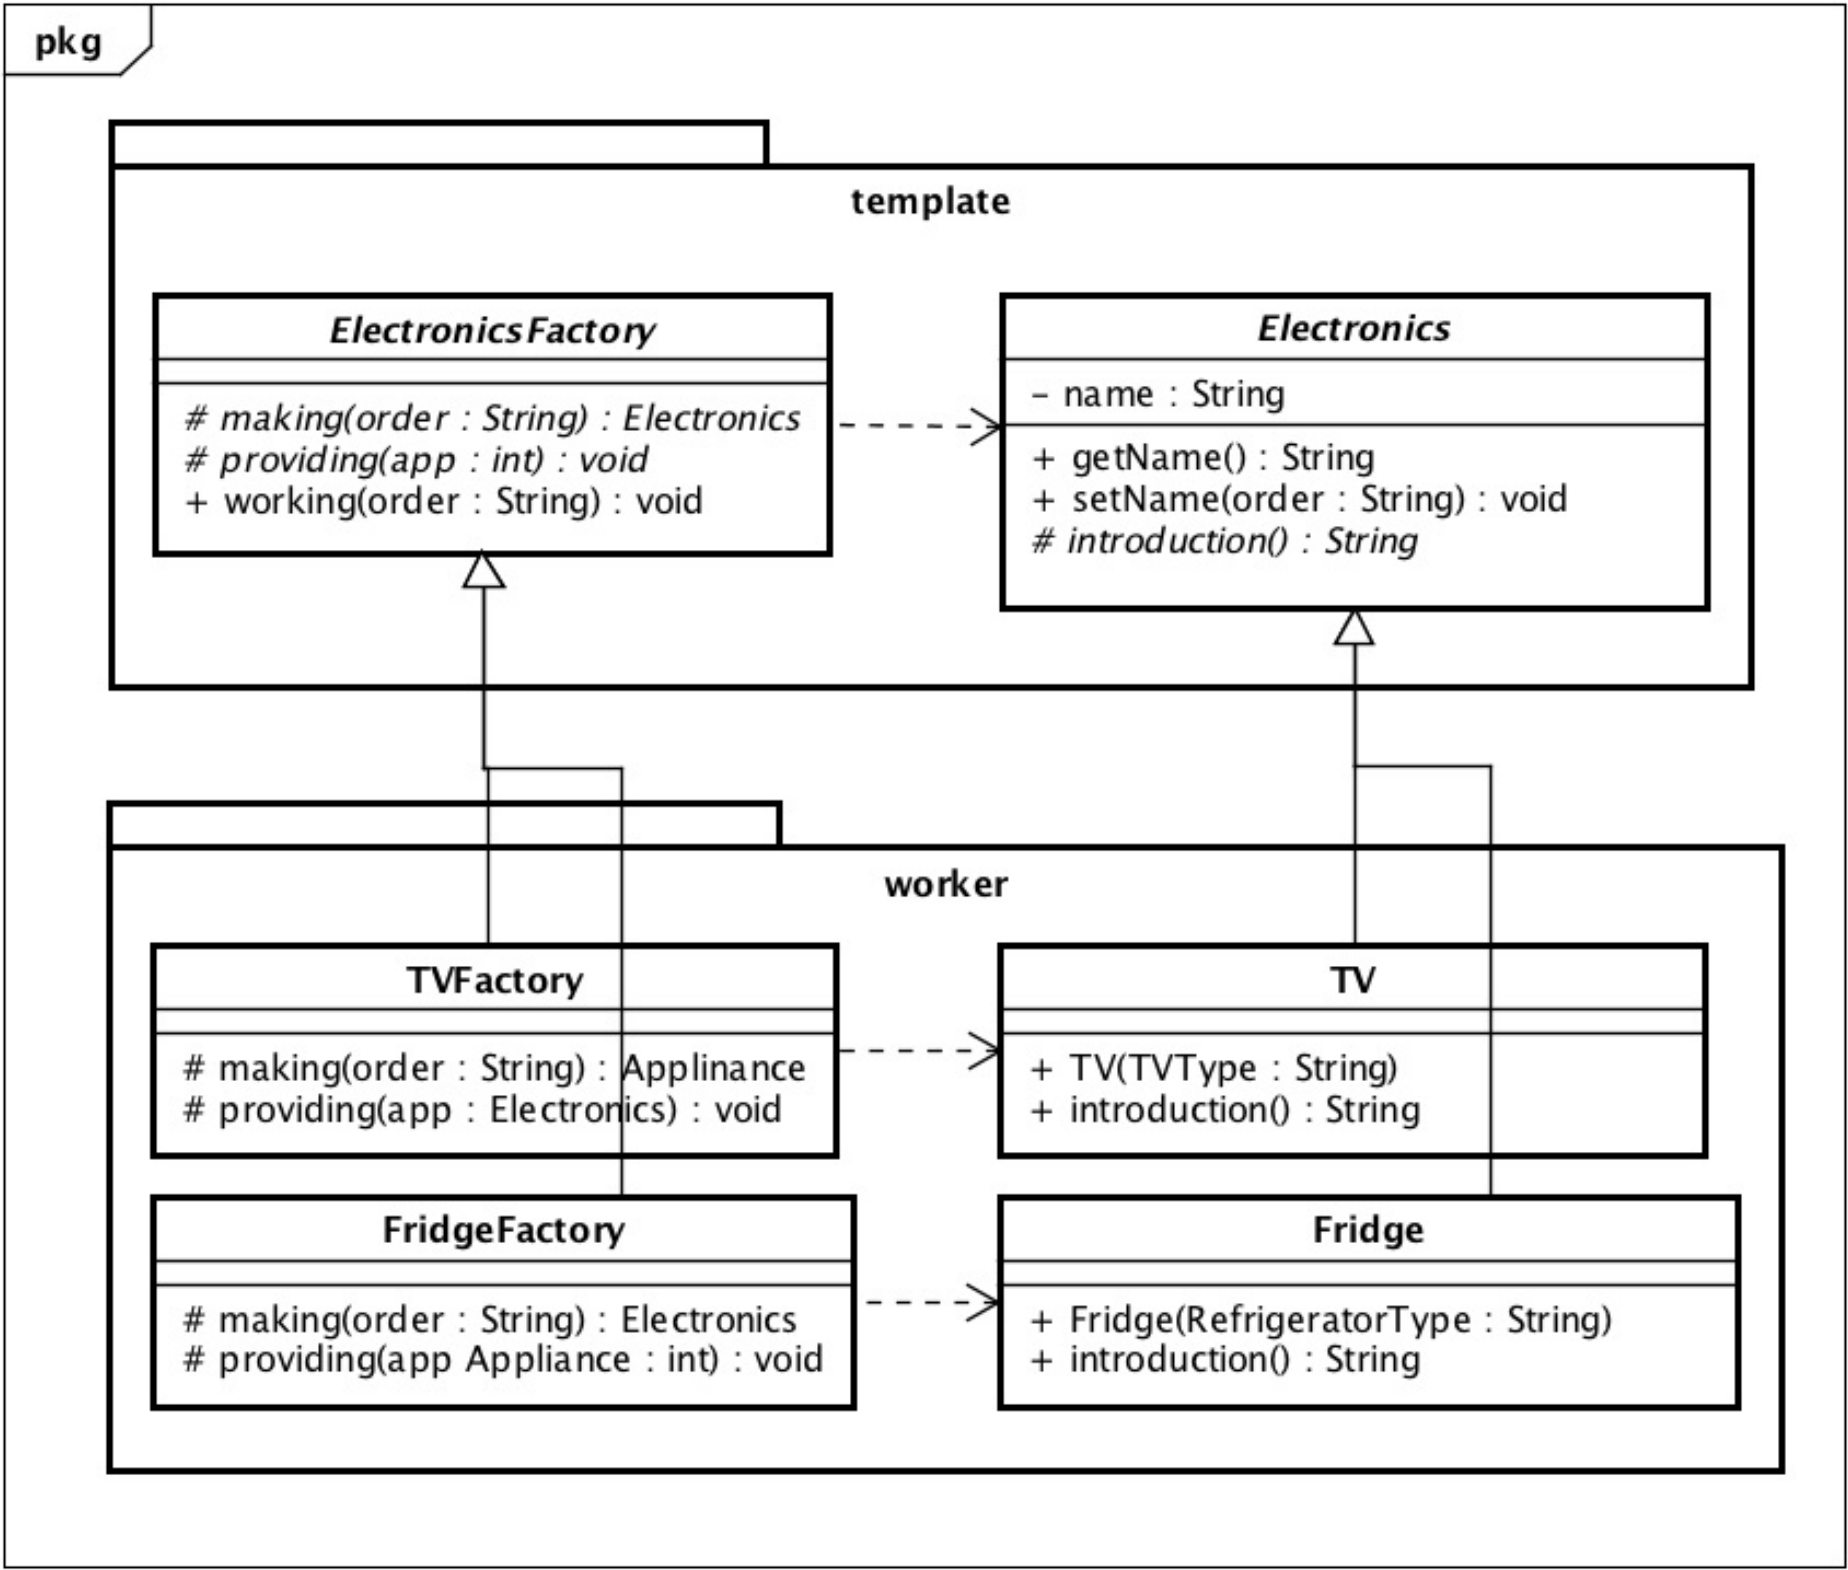 pkg
template
ElectronicsFactory
# making(order : String) : Electronics
# providing(app : int) : void
+ working(order : String) : void
Electronics
– name : String
+ getName() : String
+ setName(order : String) : void
# introduction() : String
worker
TVFactory
# making(order : String) : Applinance
# providing(app : Electronics) : void
TV
+ TV(TVType : String)
+ introduction() : String
FridgeFactory
# making(order : String) : Electronics
# providing(app Appliance : int) : void
Fridge
+ Fridge(RefrigeratorType : String)
+ introduction() : String